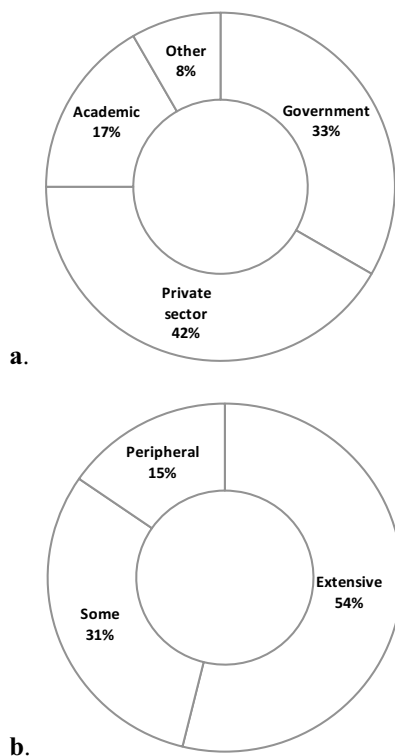 Other
8%
Government
33%
Academic
17%
Private
sector
42%
a.
Peripheral
15%
Extensive
54%
Some
31%
b.